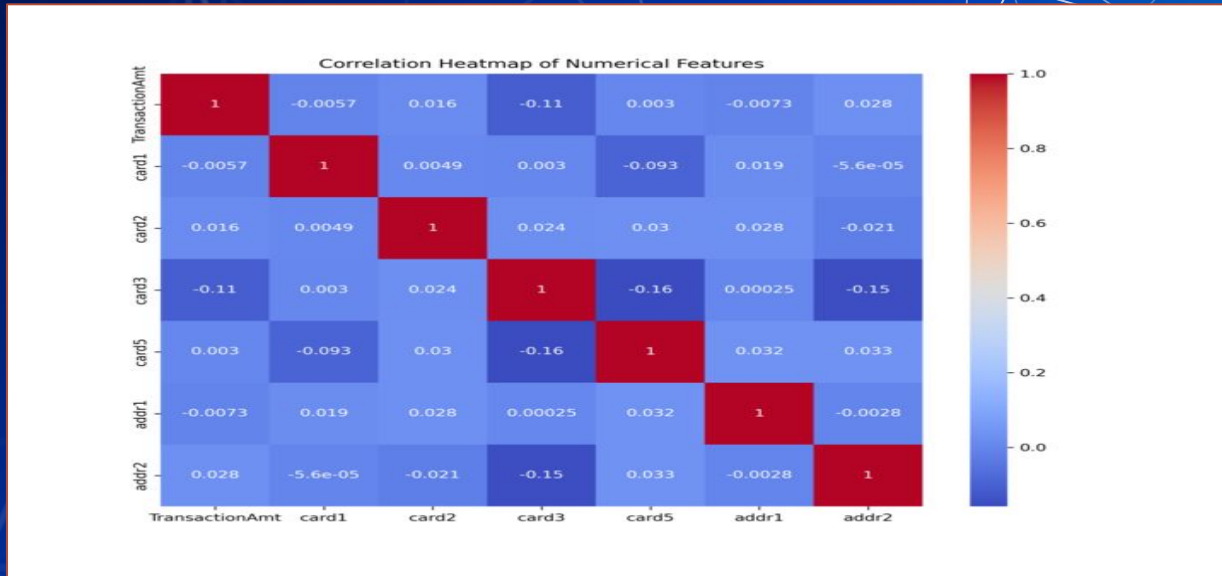 Correlation Heatmap of Numerical Features
TransactionAmt 1 -0.0057 0.016 -0.11 0.003 -0.0073 0.028
card1 -0.0057 1 0.0049 0.003 -0.093 0.019 -5.6e-05
card2 0.016 0.0049 1 0.024 0.03 0.028 -0.021
card3 -0.11 0.003 0.024 1 -0.16 0.00025 -0.15
card5 0.003 -0.093 0.03 -0.16 1 0.032 0.033
addr1 -0.0073 0.019 0.028 0.00025 0.032 1 -0.0028
addr2 0.028 -5.6e-05 -0.021 -0.15 0.033 -0.0028 1
TransactionAmt card1 card2 card3 card5 addr1 addr2
1.0
0.8
0.6
0.4
0.2
0.0